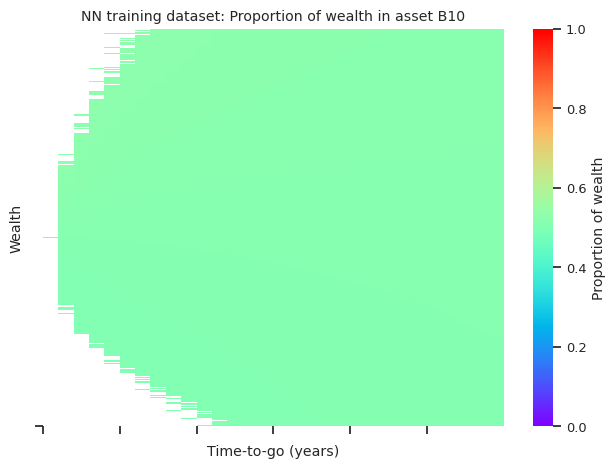 NN training dataset: Proportion of wealth in asset B10
Wealth
Time-to-go (years)
1.0
0.8
0.6
0.4
0.2
0.0
Proportion of wealth